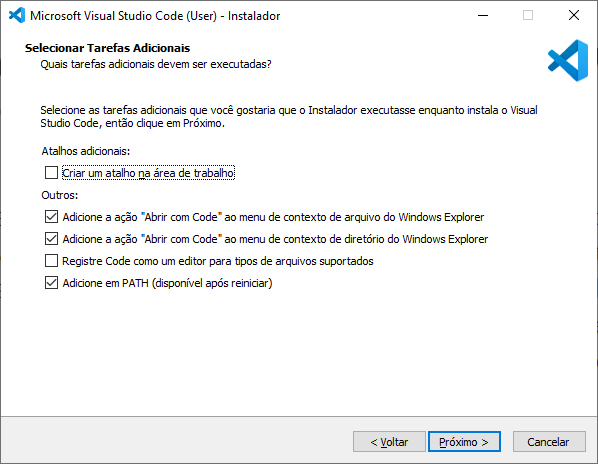 Microsoft Visual Studio Code (User) - Instalador
Selecionar Tarefas Adicionais
Quais tarefas adicionais devem ser executadas?
Selecione as tarefas adicionais que você gostaria que o Instalador executasse enquanto instala o Visual
Studio Code, então clique em Próximo.
Atalhos adicionais:
Criar um atalho na área de trabalho
Outros:
Adicione a ação "Abrir com Code" ao menu de contexto de arquivo do Windows Explorer
Adicione a ação "Abrir com Code" ao menu de contexto de diretório do Windows Explorer
Registre Code como um editor para tipos de arquivos suportados
Adicione em PATH (disponível após reiniciar)
< Voltar
Próximo >
Cancelar